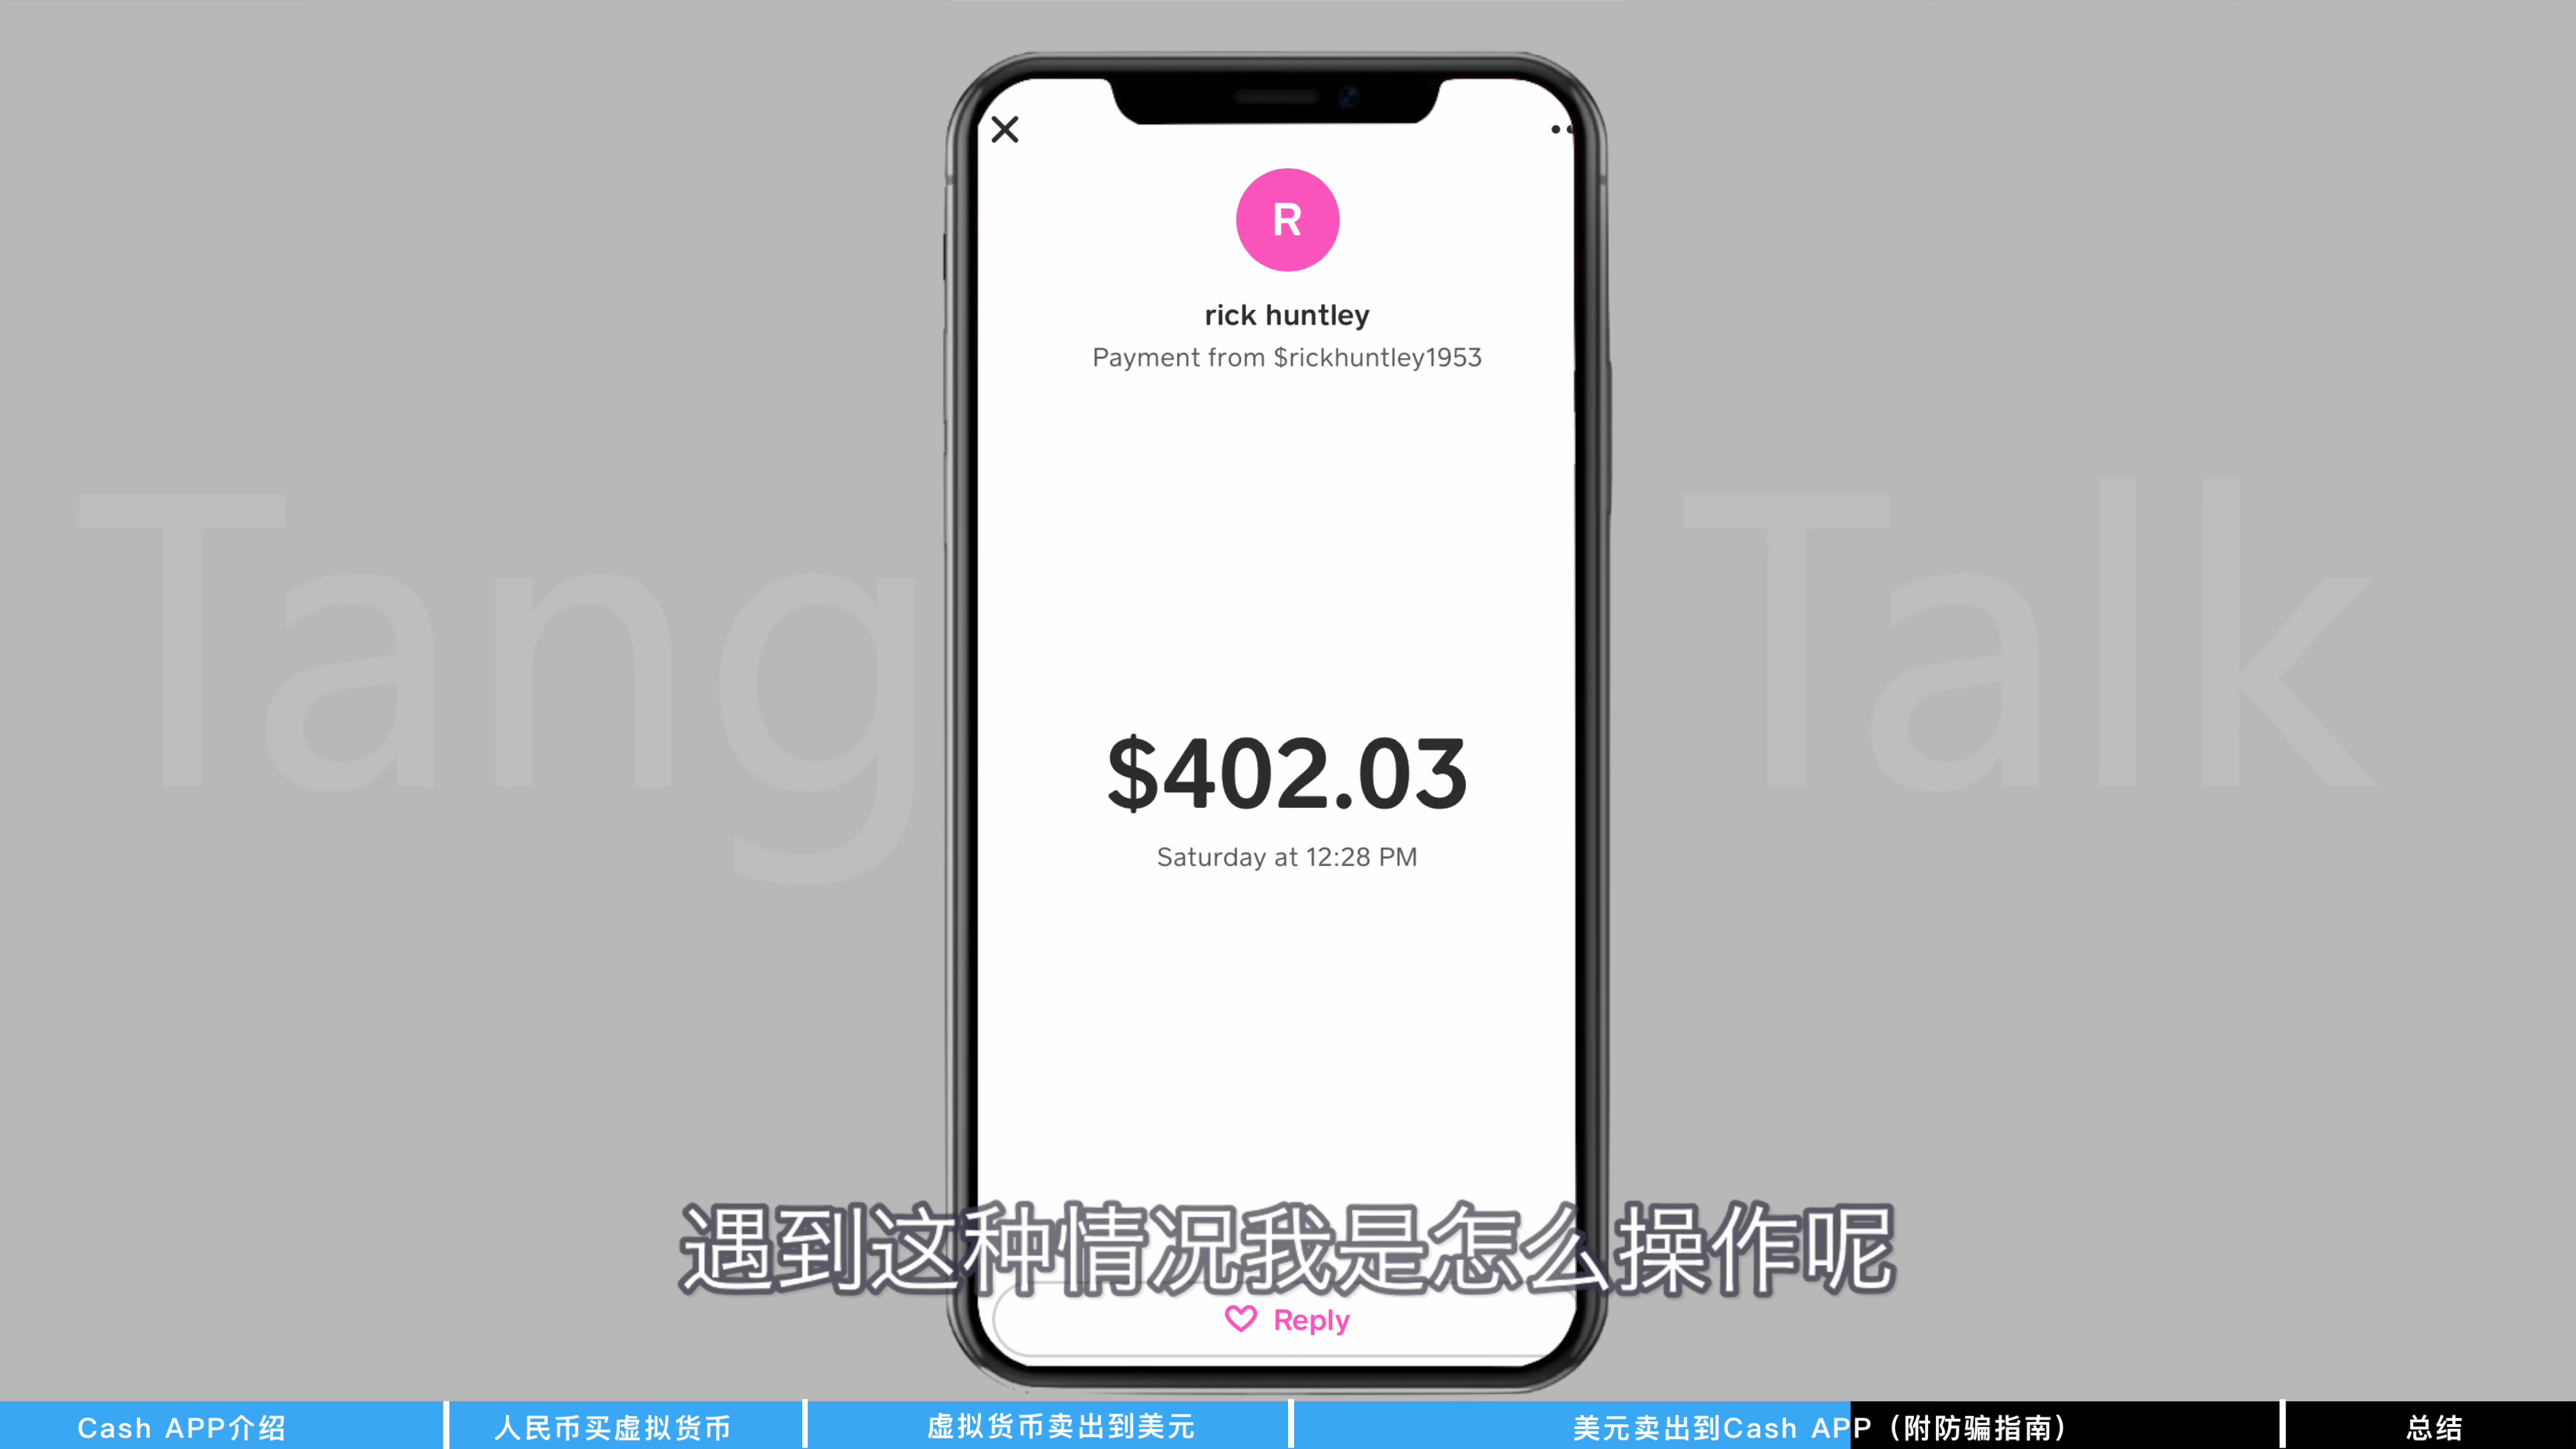 R
rick huntley
Payment from $rickhuntley1953
Tang Talk
$402.03
Saturday at 12:28 PM
遇到这种情况我是怎么操作呢
Reply
Cash APP介绍
人民币买虚拟货币
虚拟货币卖出到美元
美元卖出到Cash APP（附防骗指南）
总结